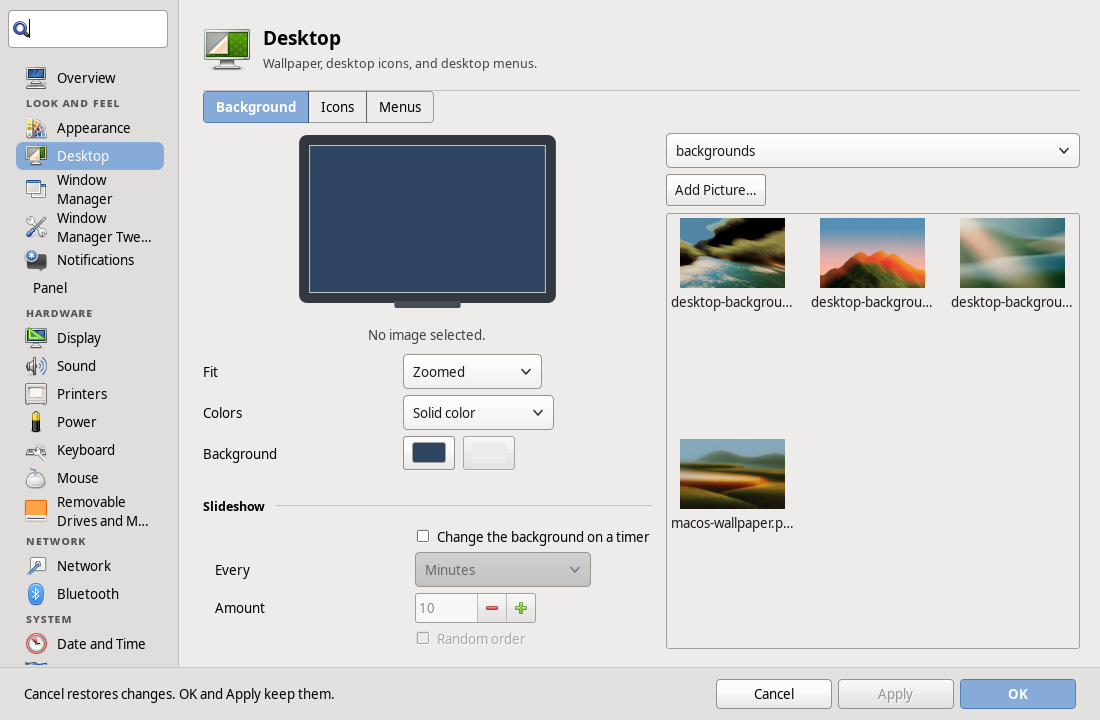 Overview
LOOK AND FEEL
Appearance
Desktop
Window
Manager
Window
Manager Twe...
Notifications
Panel
HARDWARE
Display
Sound
Printers
Power
Keyboard
Mouse
Removable
Drives and M...
NETWORK
Network
Bluetooth
SYSTEM
Date and Time
Desktop
Wallpaper, desktop icons, and desktop menus.
Background Icons Menus
No image selected.
Fit Zoomed
Colors Solid color
Background
Slideshow
Change the background on a timer
Every Minutes
Amount 10
Random order
backgrounds
Add Picture...
desktop-backgrou... desktop-backgrou... desktop-backgrou...
macos-wallpaper.p...
Cancel restores changes. OK and Apply keep them.
Cancel Apply OK